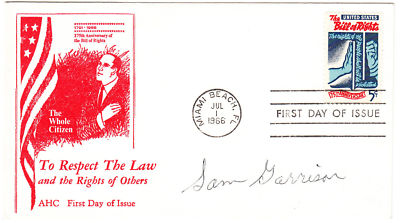 1791 - 1966
175th Anniversary of
the Bill of Rights
The
Whole
Citizen
To Respect The Law
and the Rights of Others
AHC First Day of Issue
MIAMI BEACH, FL
JUL
1
1966
UNITED STATES
The
Bill of Rights
5¢
FIRST DAY OF ISSUE
Sam Garrison